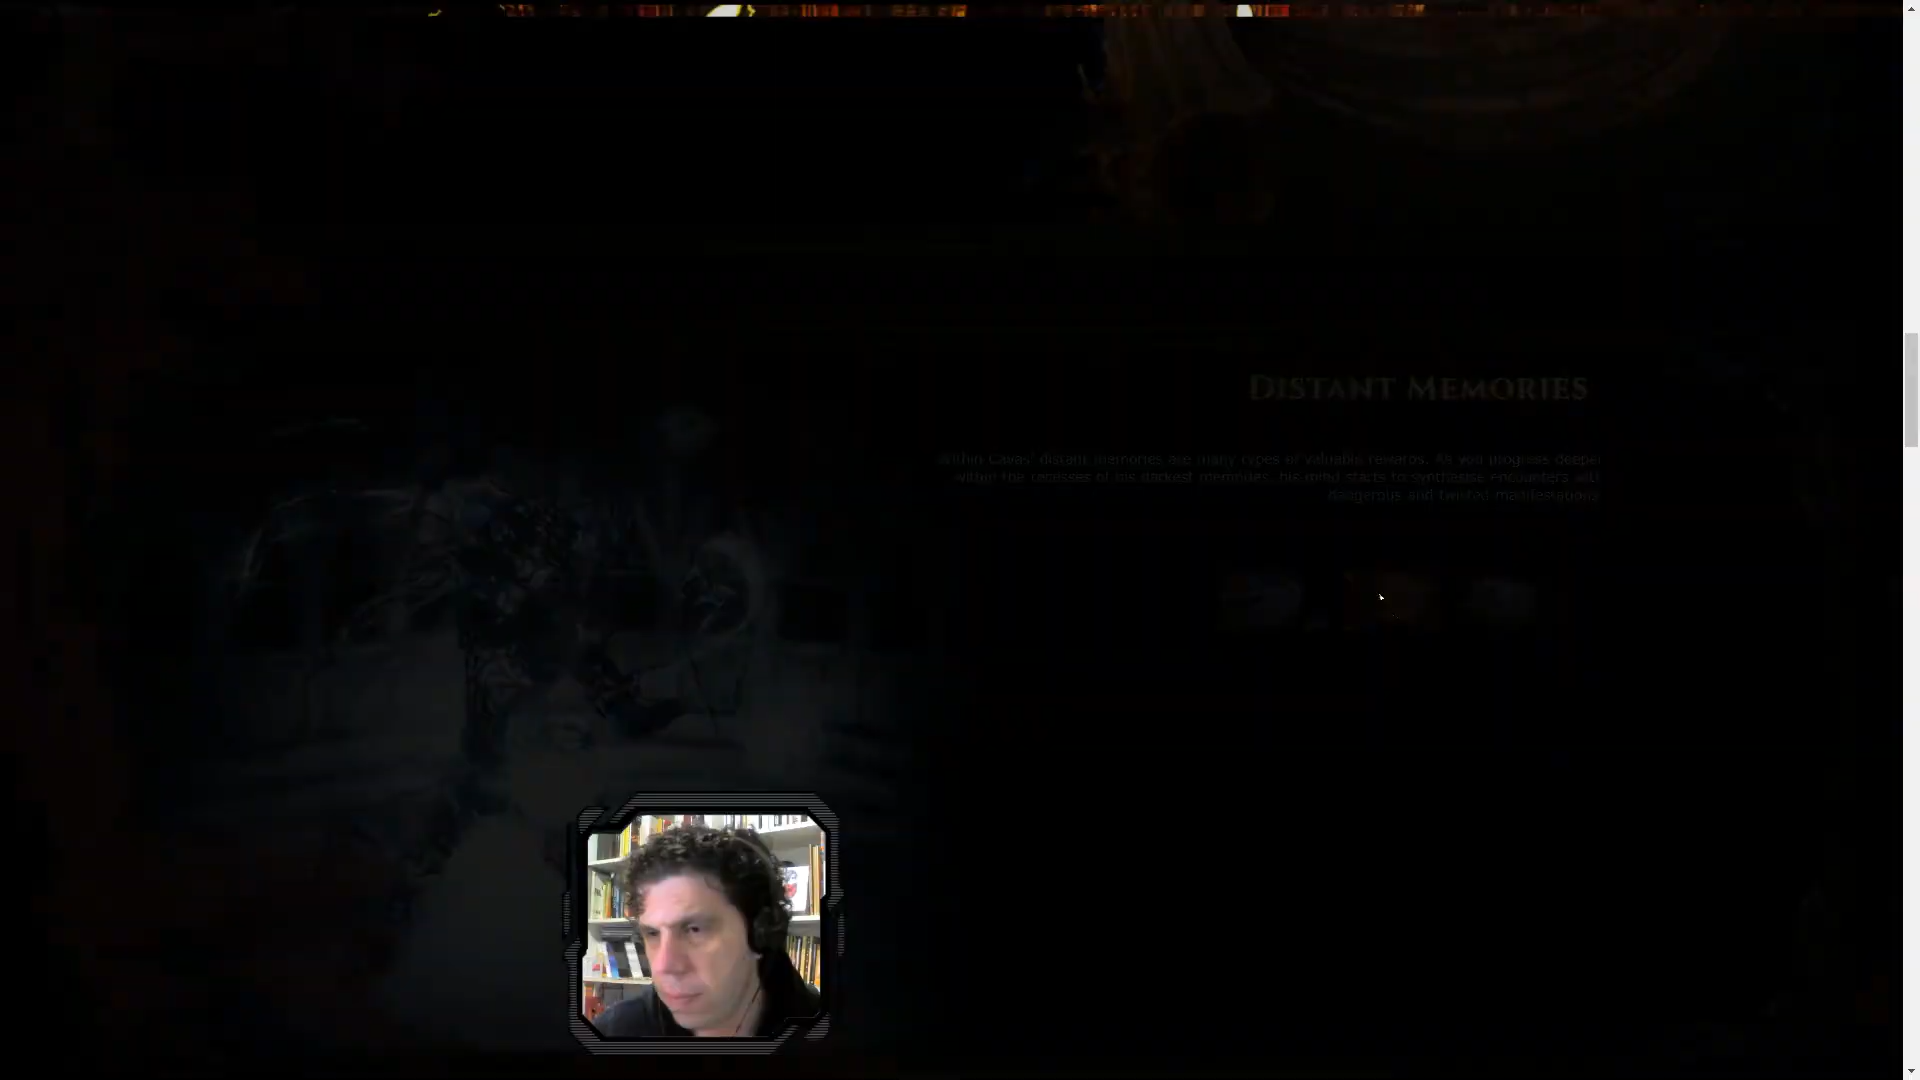 DISTANT MEMORIES
Within Cavas' distant memories are many types of valuable rewards. As you progress deeper
within the recesses of his darkest memories, his mind starts to synthesise encounters with
dangerous and twisted manifestations.